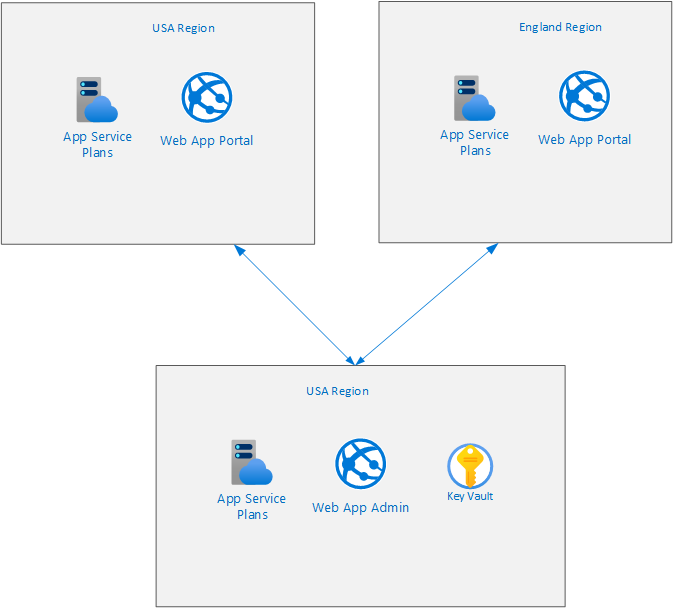 USA Region
App Service
Plans
Web App Portal
England Region
App Service
Plans
Web App Portal
USA Region
App Service
Plans
Web App Admin
Key Vault